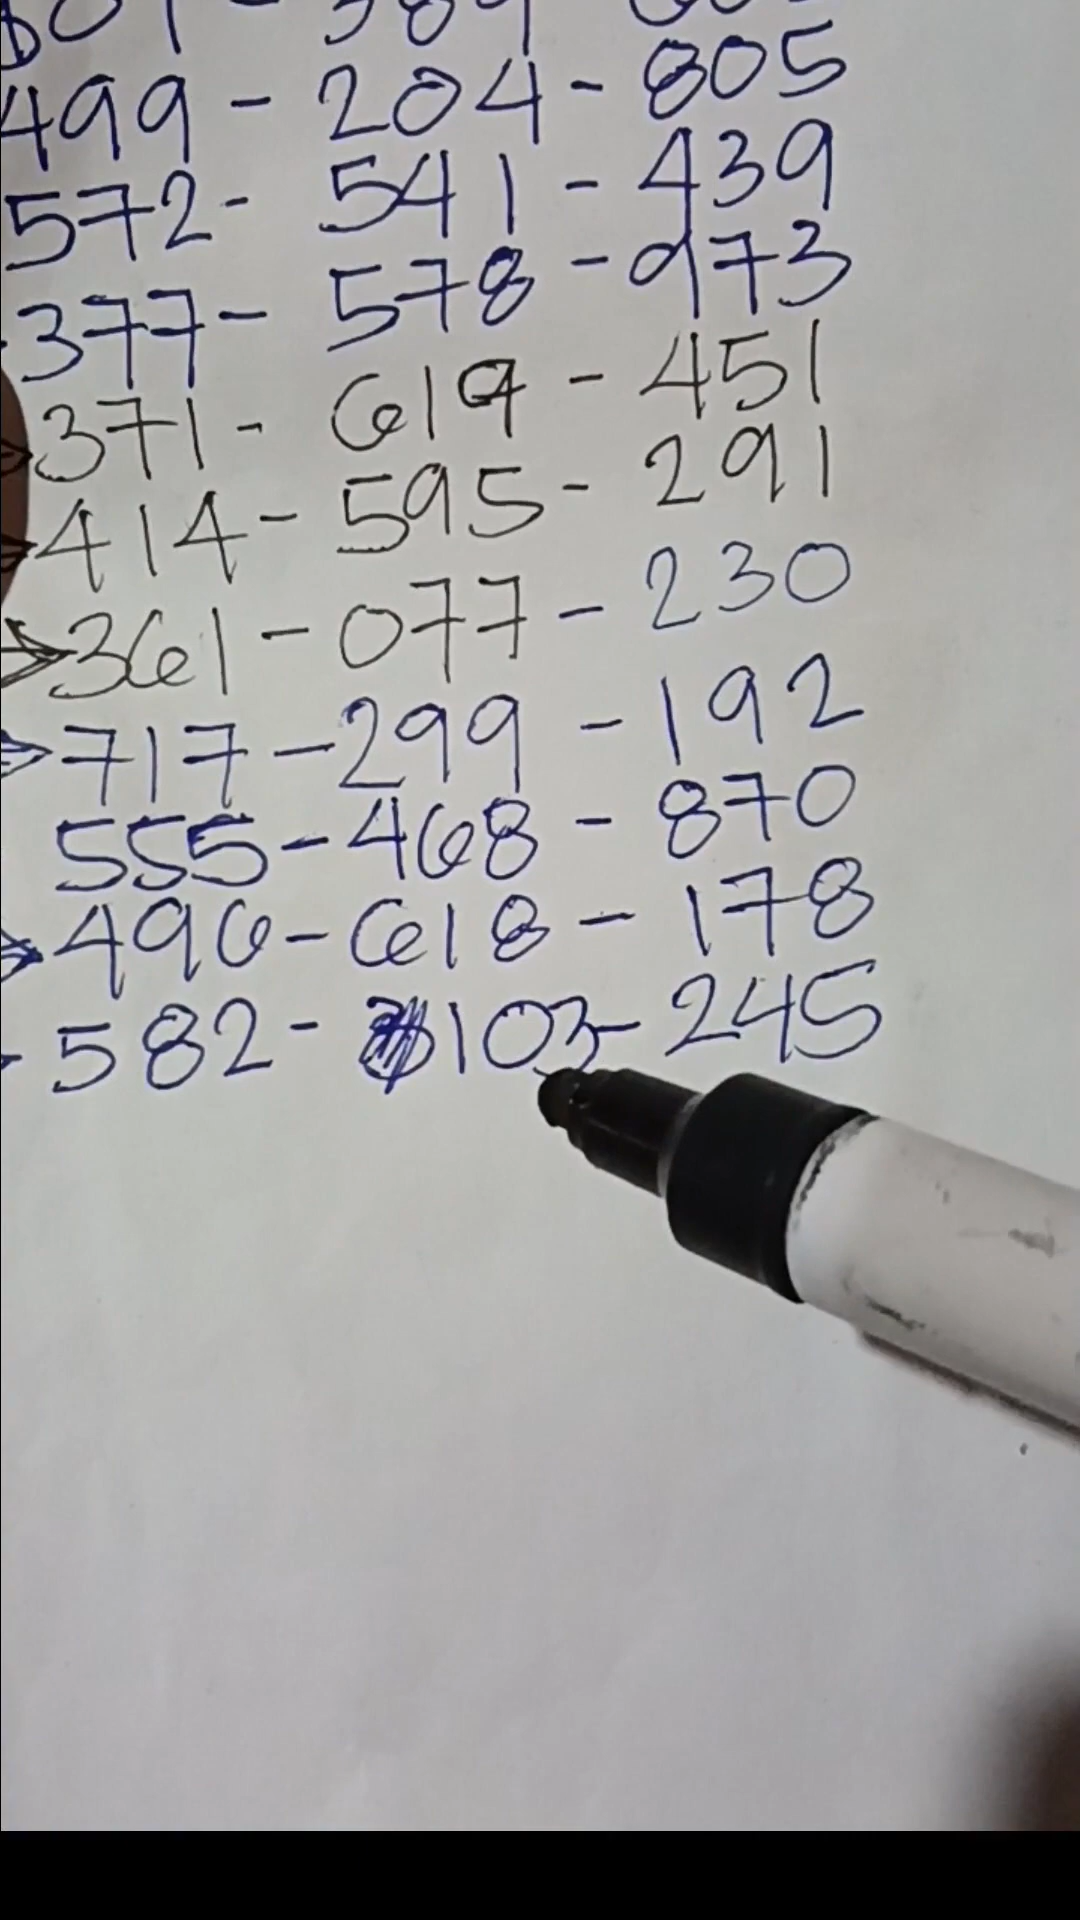 499 - 204 - 805
572 - 541 - 439
377 - 578 - 973
371 - 619 - 451
414 - 595 - 291
361 - 077 - 230
717 - 299 - 192
555 - 468 - 870
496 - 618 - 178
582 - 103 - 245